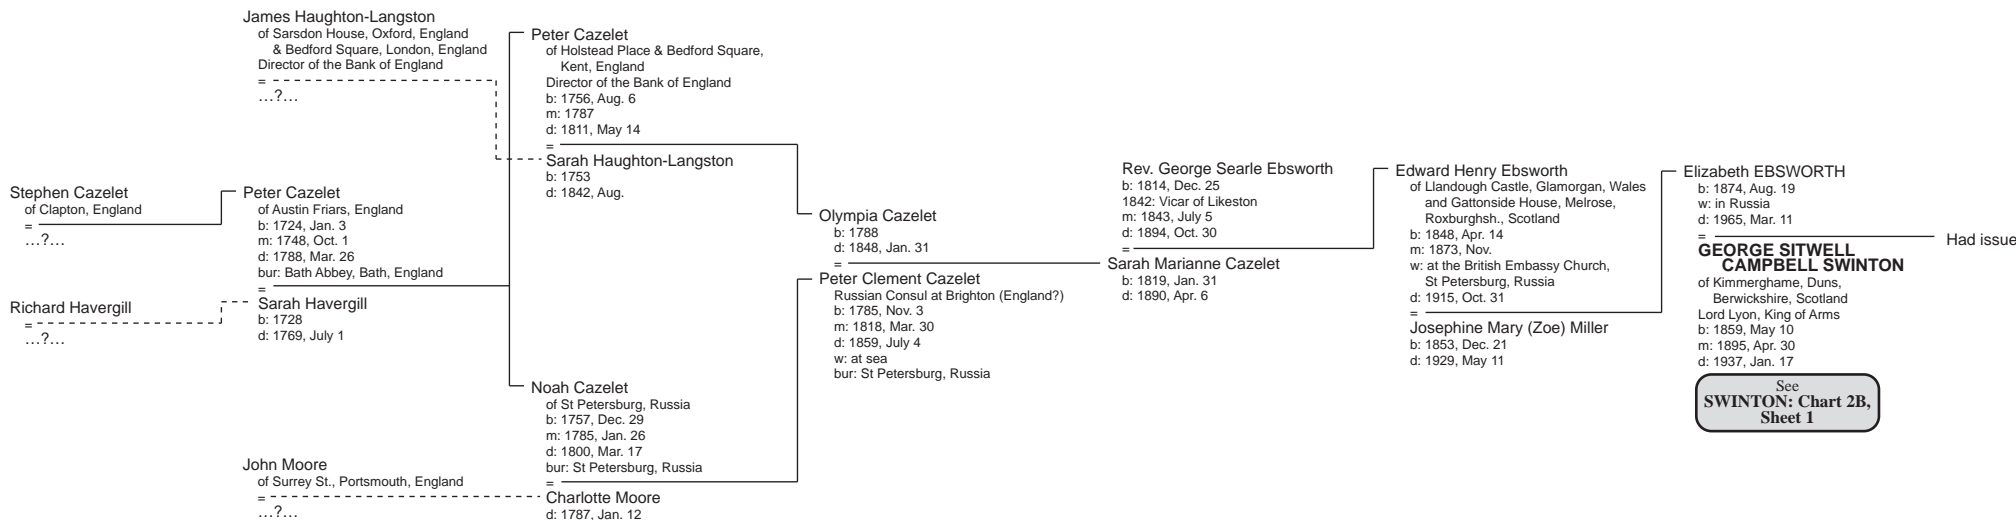 James Haughton-Langston
of Sarsdon House, Oxford, England
& Bedford Square, London, England
Director of the Bank of England
=
...?...
Stephen Cazelet
of Clapton, England
=
...?...
Richard Havergill
=
...?...
Peter Cazelet
of Austin Friars, England
b: 1724, Jan. 3
m: 1748, Oct. 1
d: 1788, Mar. 26
bur: Bath Abbey, Bath, England
=
Sarah Havergill
b: 1728
d: 1769, July 1
John Moore
of Surrey St., Portsmouth, England
=
...?...
Peter Cazelet
of Holstead Place & Bedford Square,
Kent, England
Director of the Bank of England
b: 1756, Aug. 6
m: 1787
d: 1811, May 14
=
Sarah Haughton-Langston
b: 1753
d: 1842, Aug.
Noah Cazelet
of St Petersburg, Russia
b: 1757, Dec. 29
m: 1785, Jan. 26
d: 1800, Mar. 17
bur: St Petersburg, Russia
=
Charlotte Moore
d: 1787, Jan. 12
Olympia Cazelet
b: 1788
d: 1848, Jan. 31
=
Peter Clement Cazelet
Russian Consul at Brighton (England?)
b: 1785, Nov. 3
m: 1818, Mar. 30
d: 1859, July 4
w: at sea
bur: St Petersburg, Russia
Rev. George Searle Ebsworth
b: 1814, Dec. 25
1842: Vicar of Likeston
m: 1843, July 5
d: 1894, Oct. 30
=
Sarah Marianne Cazelet
b: 1819, Jan. 31
d: 1890, Apr. 6
Edward Henry Ebsworth
of Llandough Castle, Glamorgan, Wales
and Gattonside House, Melrose,
Roxburghsh., Scotland
b: 1848, Apr. 14
m: 1873, Nov.
w: at the British Embassy Church,
St Petersburg, Russia
d: 1915, Oct. 31
=
Josephine Mary (Zoe) Miller
b: 1853, Dec. 21
d: 1929, May 11
Elizabeth EBSWORTH
b: 1874, Aug. 19
w: in Russia
d: 1965, Mar. 11
=
Had issue
GEORGE SITWELL
CAMPBELL SWINTON
of Kimmerghame, Duns,
Berwickshire, Scotland
Lord Lyon, King of Arms
b: 1859, May 10
m: 1895, Apr. 30
d: 1937, Jan. 17
See
SWINTON: Chart 2B,
Sheet 1